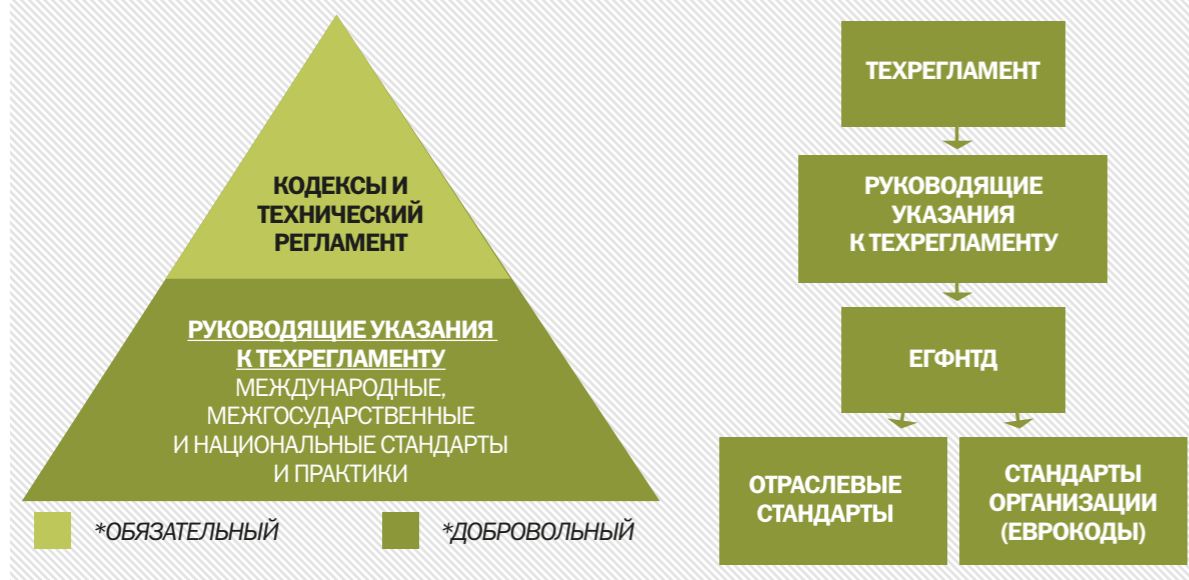 КОДЕКСЫ И
ТЕХНИЧЕСКИЙ
РЕГЛАМЕНТ
РУКОВОДЯЩИЕ УКАЗАНИЯ
К ТЕХРЕГЛАМЕНТУ
МЕЖДУНАРОДНЫЕ,
МЕЖГОСУДАРСТВЕННЫЕ
И НАЦИОНАЛЬНЫЕ СТАНДАРТЫ
И ПРАКТИКИ
*ОБЯЗАТЕЛЬНЫЙ
*ДОБРОВОЛЬНЫЙ
ТЕХРЕГЛАМЕНТ
РУКОВОДЯЩИЕ
УКАЗАНИЯ
К ТЕХРЕГЛАМЕНТУ
ЕГФНТД
ОТРАСЛЕВЫЕ
СТАНДАРТЫ
СТАНДАРТЫ
ОРГАНИЗАЦИИ
(ЕВРОКОДЫ)